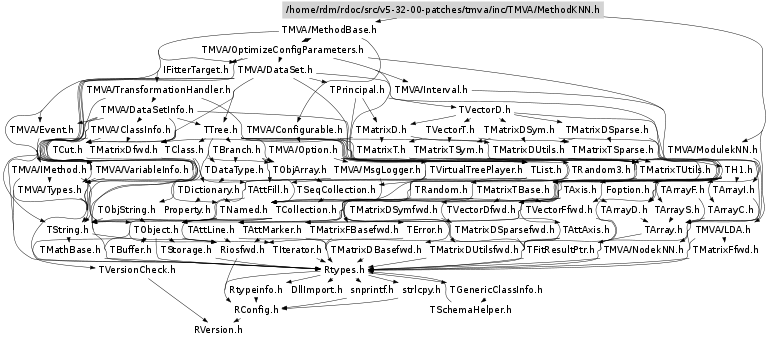 /home/rdm/rdoc/src/v5-32-00-patches/tmva/inc/TMVA/MethodKNN.h
TMVA/MethodBase.h
TMVA/OptimizeConfigParameters.h
IFitterTarget.h TMVA/DataSet.h
TMVA/TransformationHandler.h TPrincipal.h TMVA/Interval.h
TMVA/DataSetInfo.h TVectorD.h
TMVA/Event.h TMVA/ClassInfo.h TTree.h TMVA/Configurable.h TMatrixD.h TVectorT.h TMatrixDSym.h TMatrixDSparse.h
TCut.h TMatrixDfwd.h TClass.h TBranch.h TMVA/Option.h TMatrixT.h TMatrixTSym.h TMatrixDUtils.h TMatrixTSparse.h TMVA/ModulekNN.h
TMVA/IMethod.h TMVA/VariableInfo.h TDataType.h TObjArray.h TMVA/MsgLogger.h TVirtualTreePlayer.h TList.h TRandom3.h TMatrixTUtils.h TH1.h
TMVA/Types.h TDictionary.h TAttFill.h TSeqCollection.h TRandom.h TMatrixTBase.h TAxis.h Foption.h TArrayF.h TArrayI.h
TObjString.h Property.h TNamed.h TCollection.h TMatrixDSymfwd.h TVectorDfwd.h TVectorFfwd.h TArrayD.h TArrayS.h TArrayC.h
TString.h TObject.h TAttLine.h TAttMarker.h TMatrixFBasefwd.h TError.h TMatrixDSparsefwd.h TAttAxis.h TArray.h TMVA/LDA.h
TMathBase.h TBuffer.h TStorage.h Riosfwd.h TIterator.h TMatrixDBasefwd.h TMatrixDUtilsfwd.h TFitResultPtr.h TMVA/NodekNN.h TMatrixFfwd.h
TVersionCheck.h Rtypes.h
Rtypeinfo.h DllImport.h snprintf.h strlcpy.h TGenericClassInfo.h
RConfig.h TSchemaHelper.h
RVersion.h